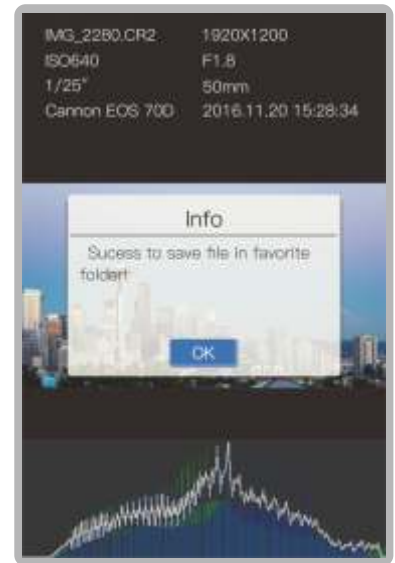 IMG_2280.CR2 1920X1200
ISO640 F1.8
1/25" 50mm
Cannon EOS 70D 2016.11.20 15:28:34
Info
Sucess to save file in favorite
folder!
OK